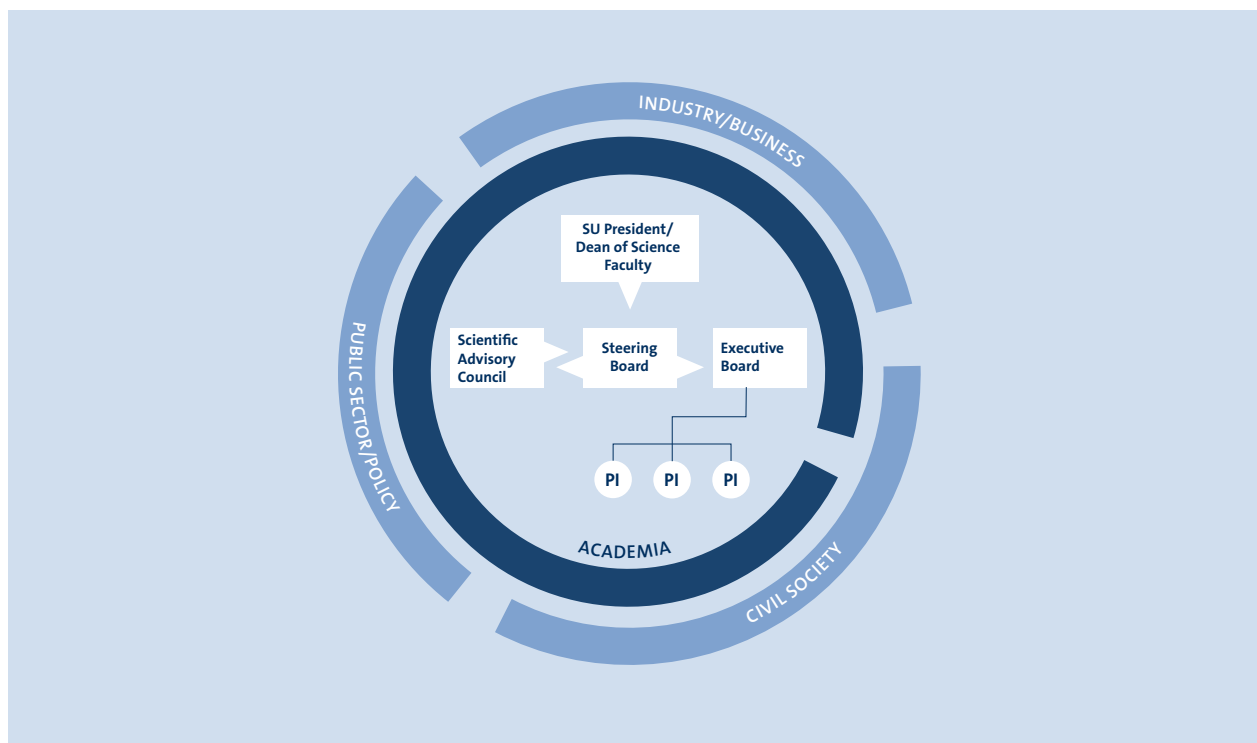 INDUSTRY/BUSINESS
SU President/
Dean of Science
Faculty
Scientific
Advisory
Council
Steering
Board
Executive
Board
PUBLIC SECTOR/POLICY
PI PI PI
ACADEMIA
CIVIL SOCIETY